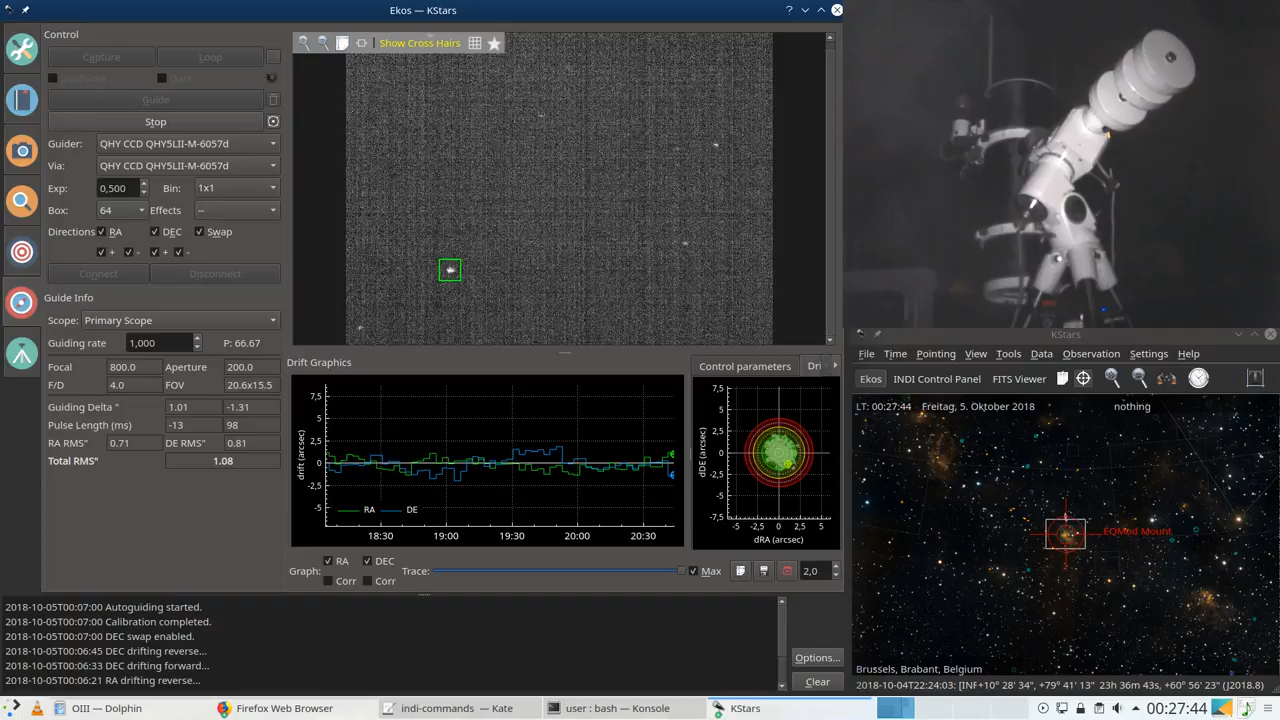 Ekos — KStars
Control
Capture
Loop
Subframe
Dark
Guide
Stop
Guider: QHY CCD QHY5LII-M-6057d
Via: QHY CCD QHY5LII-M-6057d
Exp: 0,500 Bin: 1x1
Box: 64 Effects --
Directions RA DEC Swap
+ - + -
Connect Disconnect
Guide Info
Scope: Primary Scope
Guiding rate 1,000 P: 66.67
Focal 800.0 Aperture 200.0
F/D 4.0 FOV 20.6x15.5
Guiding Delta " 1.01 -1.31
Pulse Length (ms) -13 98
RA RMS" 0.71 DE RMS" 0.81
Total RMS" 1.08
Show Cross Hairs
Drift Graphics
drift (arcsec)
7,5
5
2,5
0
-2,5
-5
RA DE
18:30 19:00 19:30 20:00 20:30
Control parameters Dri
dDE (arcsec)
7,5
5
2,5
0
-2,5
-5
-7,5
-5 -2,5 0 2,5 5
dRA (arcsec)
Graph: RA DEC Trace: Max 2,0
Corr Corr
2018-10-05T00:07:00 Autoguiding started.
2018-10-05T00:07:00 Calibration completed.
2018-10-05T00:07:00 DEC swap enabled.
2018-10-05T00:06:45 DEC drifting reverse...
2018-10-05T00:06:33 DEC drifting forward...
2018-10-05T00:06:21 RA drifting reverse...
Options...
Clear
KStars
File Time Pointing View Tools Data Observation Settings Help
Ekos INDI Control Panel FITS Viewer
LT: 00:27:44 Freitag, 5. Oktober 2018 nothing
EQMod Mount
Brussels, Brabant, Belgium
2018-10-04T22:24:03: [INF+10° 28' 34", +79° 41' 13" 23h 36m 43s, +60° 56' 23" (J2018.8)
OIII — Dolphin
Firefox Web Browser
indi-commands — Kate
user : bash — Konsole
KStars
00:27:44